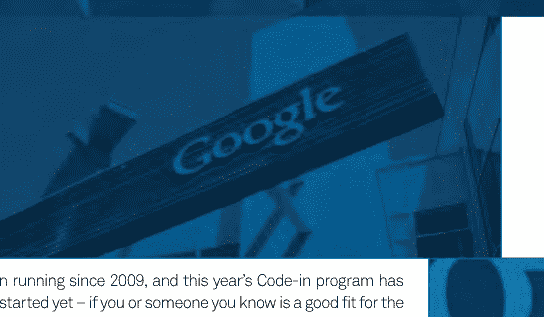 Google
n running since 2009, and this year's Code-in program has
started yet – if you or someone you know is a good fit for the